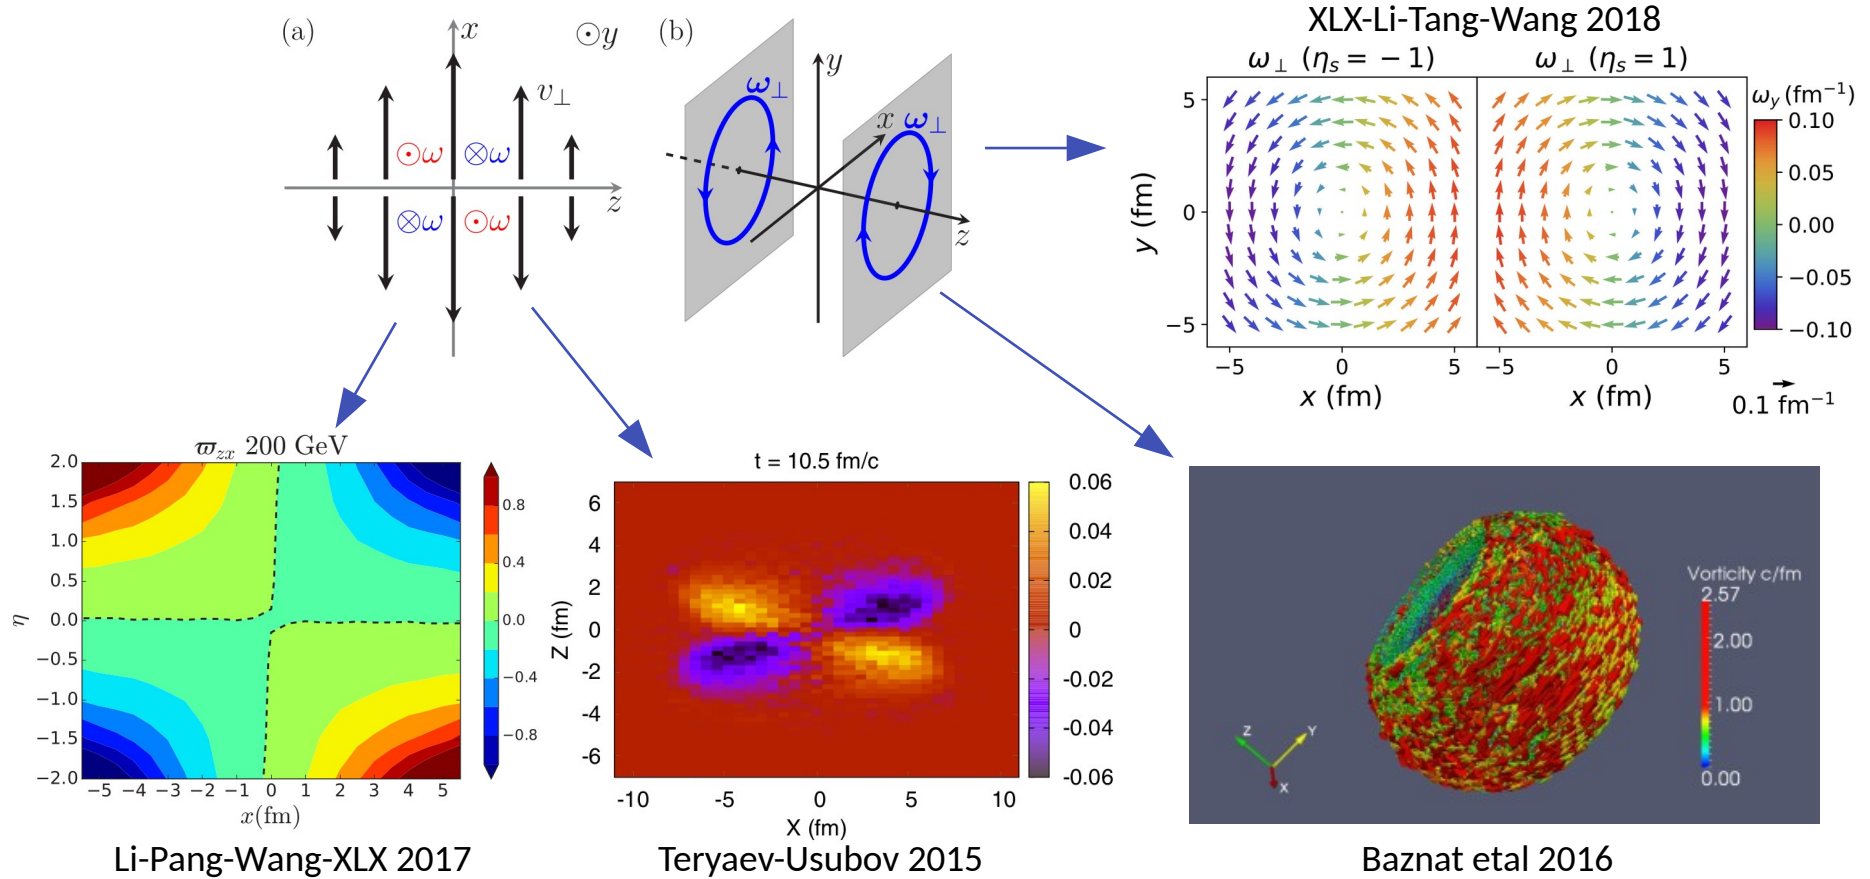 XLX-Li-Tang-Wang 2018
(a)
x
⊙y
v⊥
⊙ω
⊗ω
z
⊗ω
⊙ω
(b)
y
ω⊥
x
ω⊥
z
ω⊥ (ηs = −1)
ω⊥ (ηs = 1)
ωy (fm−1)
5
0
−5
y (fm)
−5 0 5
−5 0 5
x (fm)
x (fm)
0.10
0.05
0.00
−0.05
−0.10
0.1 fm−1
ϖzx 200 GeV
2.0
1.5
1.0
0.5
0.0
−0.5
−1.0
−1.5
−2.0
η
−5 −4 −3 −2 −1 0 1 2 3 4 5
x(fm)
0.8
0.4
0.0
−0.4
−0.8
Li-Pang-Wang-XLX 2017
t = 10.5 fm/c
6
4
2
0
-2
-4
-6
Z (fm)
-10 -5 0 5 10
X (fm)
0.06
0.04
0.02
0
-0.02
-0.04
-0.06
Teryaev-Usubov 2015
Vorticity c/fm
2.57
2.00
1.00
0.00
Z
Y
X
Baznat etal 2016